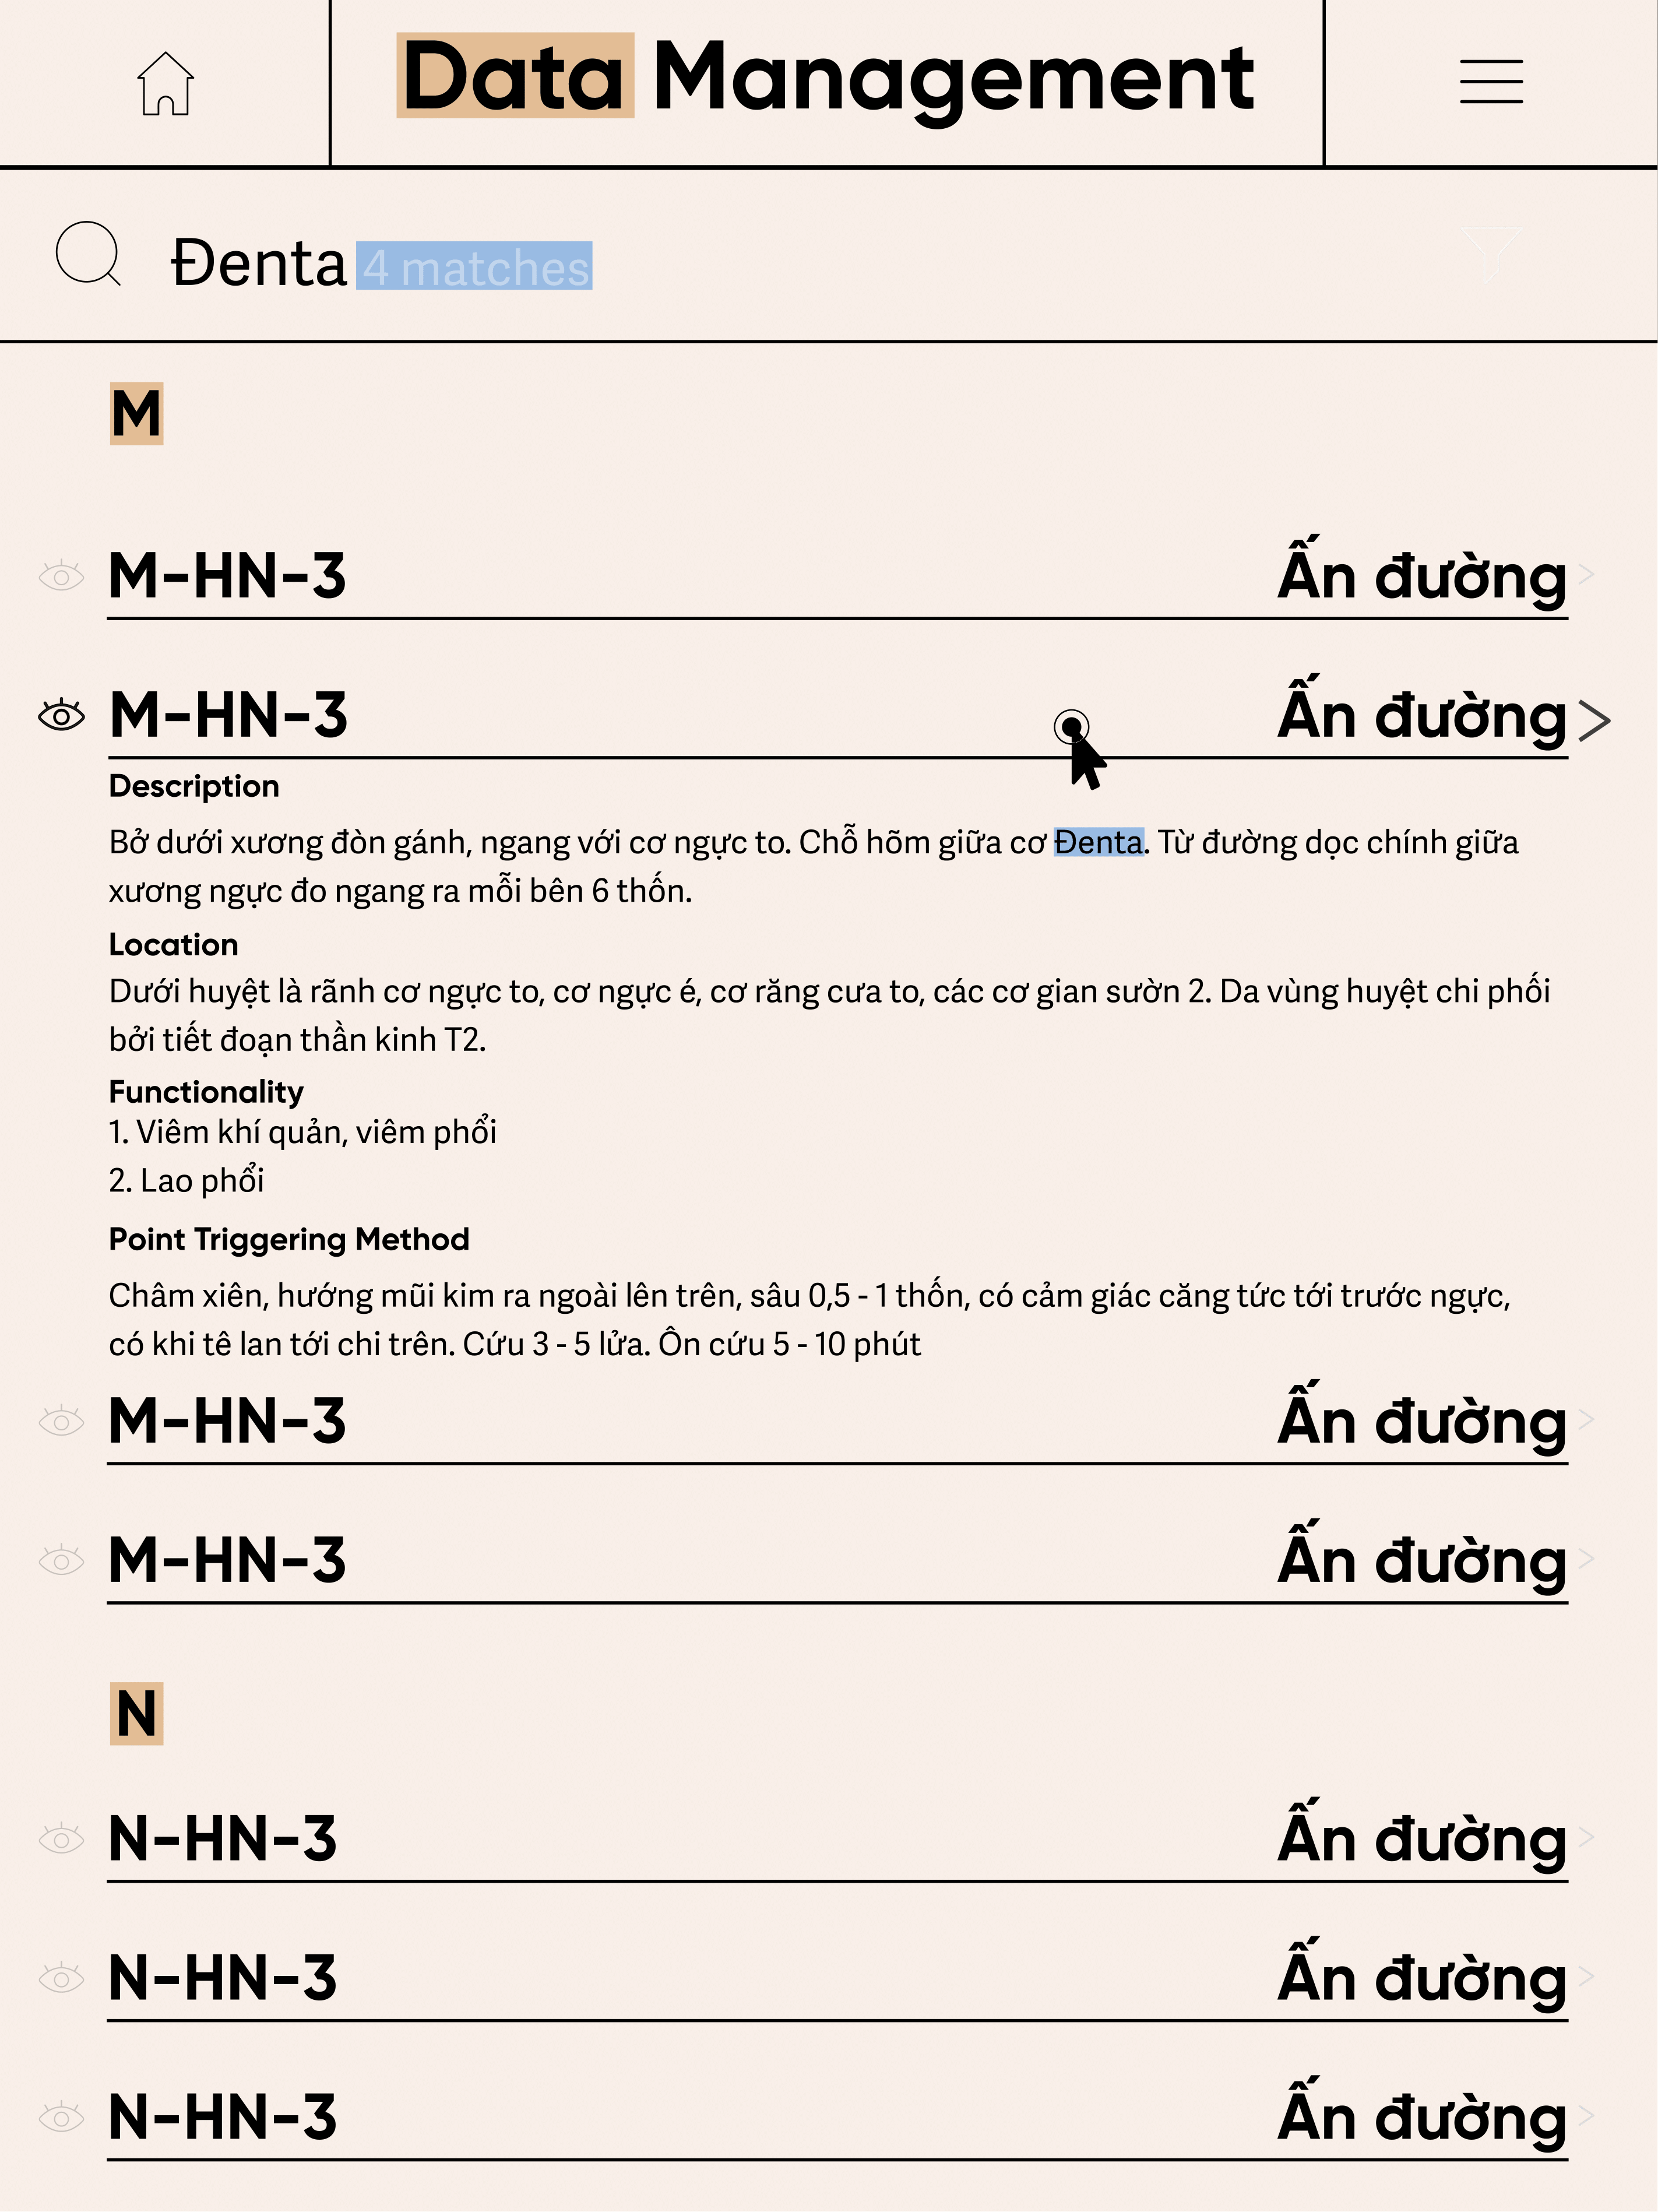 Data Management
Đenta 4 matches
M
M-HN-3 Ấn đường >
M-HN-3 Ấn đường >
Description
Bở dưới xương đòn gánh, ngang với cơ ngực to. Chỗ hõm giữa cơ Đenta. Từ đường dọc chính giữa
xương ngực đo ngang ra mỗi bên 6 thốn.
Location
Dưới huyệt là rãnh cơ ngực to, cơ ngực é, cơ răng cưa to, các cơ gian sườn 2. Da vùng huyệt chi phối
bởi tiết đoạn thần kinh T2.
Functionality
1. Viêm khí quản, viêm phổi
2. Lao phổi
Point Triggering Method
Châm xiên, hướng mũi kim ra ngoài lên trên, sâu 0,5 - 1 thốn, có cảm giác căng tức tới trước ngực,
có khi tê lan tới chi trên. Cứu 3 - 5 lửa. Ôn cứu 5 - 10 phút
M-HN-3 Ấn đường >
M-HN-3 Ấn đường >
N
N-HN-3 Ấn đường >
N-HN-3 Ấn đường >
N-HN-3 Ấn đường >